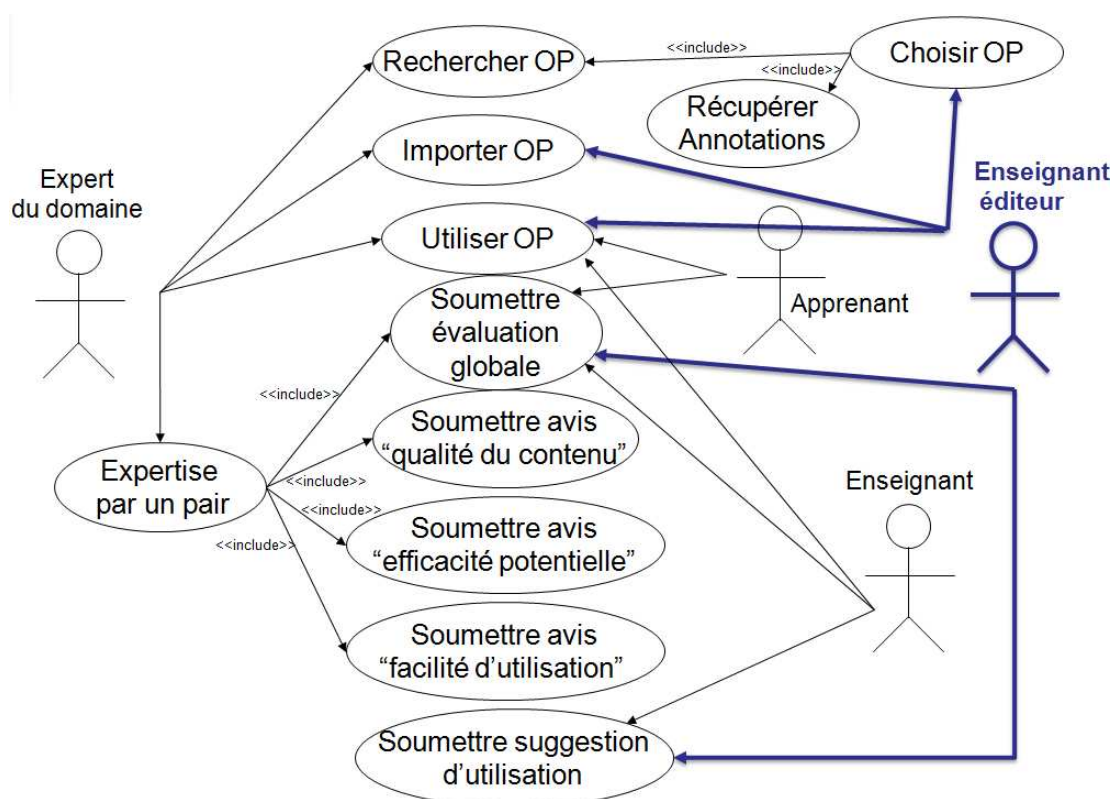 Rechercher OP
<<include>>
Choisir OP
<<include>>
Récupérer
Annotations
Importer OP
Expert
du domaine
Enseignant
éditeur
Utiliser OP
Apprenant
Soumettre
évaluation
globale
<<include>>
Soumettre avis
“qualité du contenu”
Expertise
par un pair
<<include>>
<<include>>
<<include>>
Enseignant
Soumettre avis
“efficacité potentielle”
Soumettre avis
“facilité d’utilisation”
Soumettre suggestion
d’utilisation